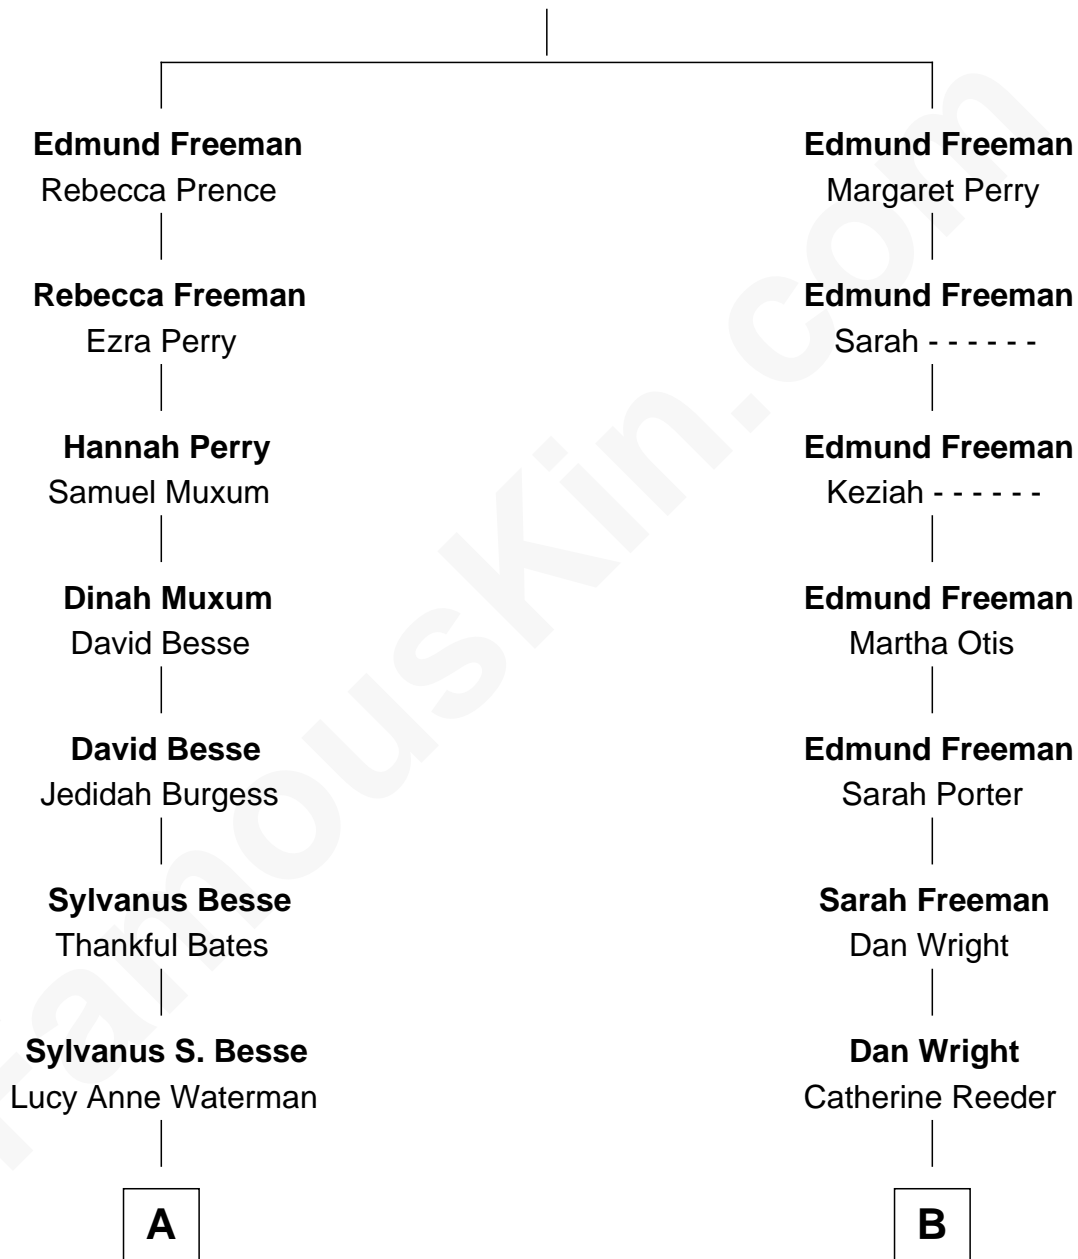 Edmund Freeman
Rebecca Prence
Rebecca Freeman
Ezra Perry
Hannah Perry
Samuel Muxum
Dinah Muxum
David Besse
David Besse
Jedidah Burgess
Sylvanus Besse
Thankful Bates
Sylvanus S. Besse
Lucy Anne Waterman
A
Edmund Freeman
Margaret Perry
Edmund Freeman
Sarah - - - - - -
Edmund Freeman
Keziah - - - - - -
Edmund Freeman
Martha Otis
Edmund Freeman
Sarah Porter
Sarah Freeman
Dan Wright
Dan Wright
Catherine Reeder
B
FamousKin.com